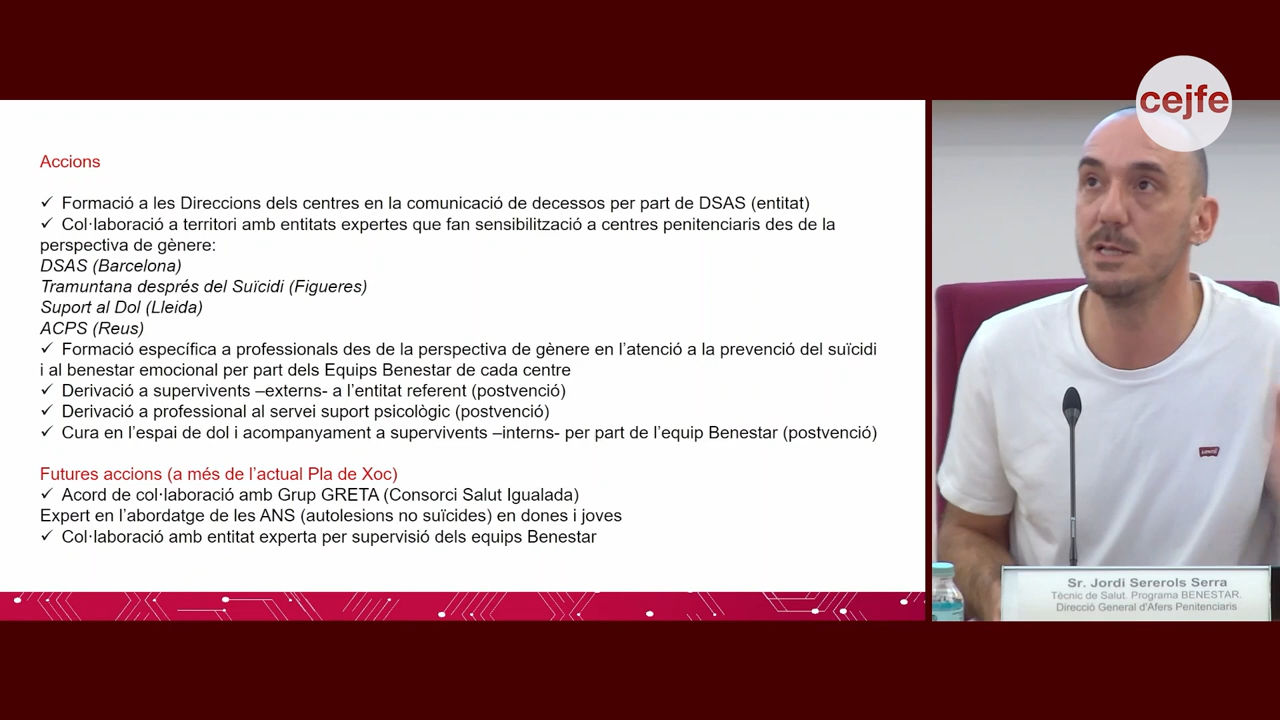 cejfe
Accions
✓ Formació a les Direccions dels centres en la comunicació de decessos per part de DSAS (entitat)
✓ Col·laboració a territori amb entitats expertes que fan sensibilització a centres penitenciaris des de la
perspectiva de gènere:
DSAS (Barcelona)
Tramuntana després del Suïcidi (Figueres)
Suport al Dol (Lleida)
ACPS (Reus)
✓ Formació específica a professionals des de la perspectiva de gènere en l’atenció a la prevenció del suïcidi
i al benestar emocional per part dels Equips Benestar de cada centre
✓ Derivació a supervivents –externs- a l’entitat referent (postvenció)
✓ Derivació a professional al servei suport psicològic (postvenció)
✓ Cura en l’espai de dol i acompanyament a supervivents –interns- per part de l’equip Benestar (postvenció)
Futures accions (a més de l’actual Pla de Xoc)
✓ Acord de col·laboració amb Grup GRETA (Consorci Salut Igualada)
Expert en l’abordatge de les ANS (autolesions no suïcides) en dones i joves
✓ Col·laboració amb entitat experta per supervisió dels equips Benestar
Levi's
Sr. Jordi Sererols Serra
Tècnic de Salut. Programa BENESTAR.
Direcció General d'Afers Penitenciaris